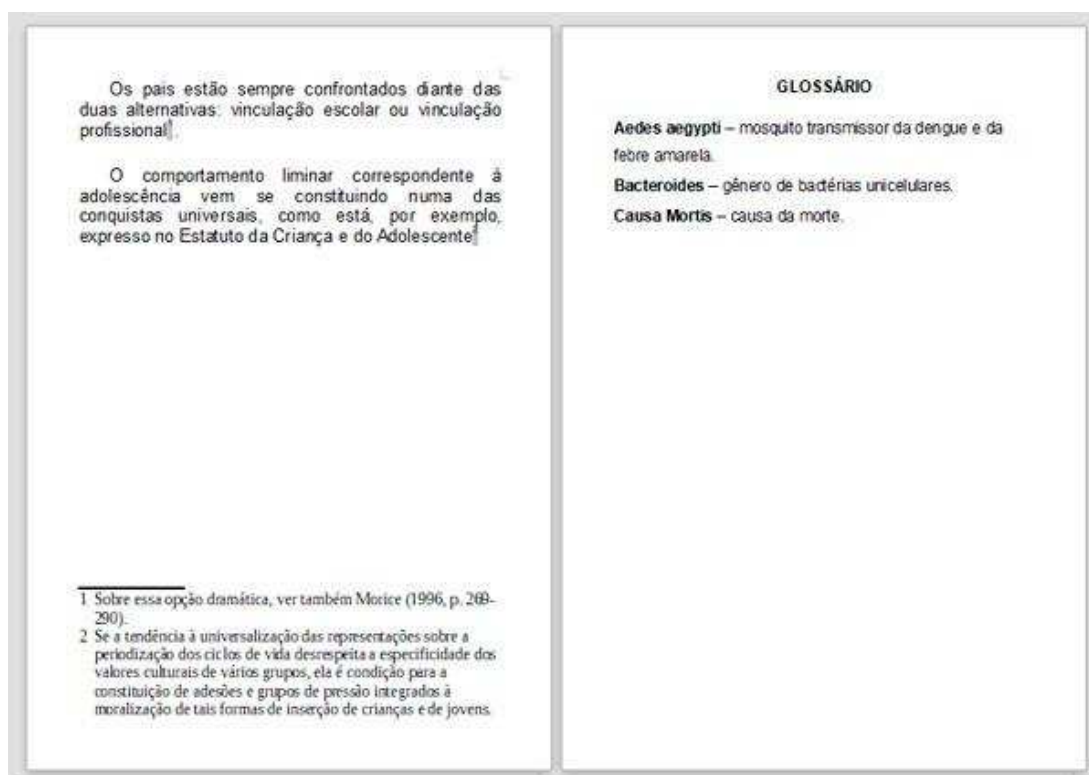 Os pais estão sempre confrontados diante das
duas alternativas: vinculação escolar ou vinculação
profissional1.
O comportamento liminar correspondente à
adolescência vem se constituindo numa das
conquistas universais, como está, por exemplo,
expresso no Estatuto da Criança e do Adolescente2
1 Sobre essa opção dramática, ver também Morice (1996, p. 269-
290).
2 Se a tendência à universalização das representações sobre a
periodização dos ciclos de vida desrespeita a especificidade dos
valores culturais de vários grupos, ela é condição para a
constituição de adesões e grupos de pressão integrados à
moralização de tais formas de inserção de crianças e de jovens.
GLOSSÁRIO
Aedes aegypti – mosquito transmissor da dengue e da
febre amarela.
Bacteroides – gênero de bactérias unicelulares.
Causa Mortis – causa da morte.